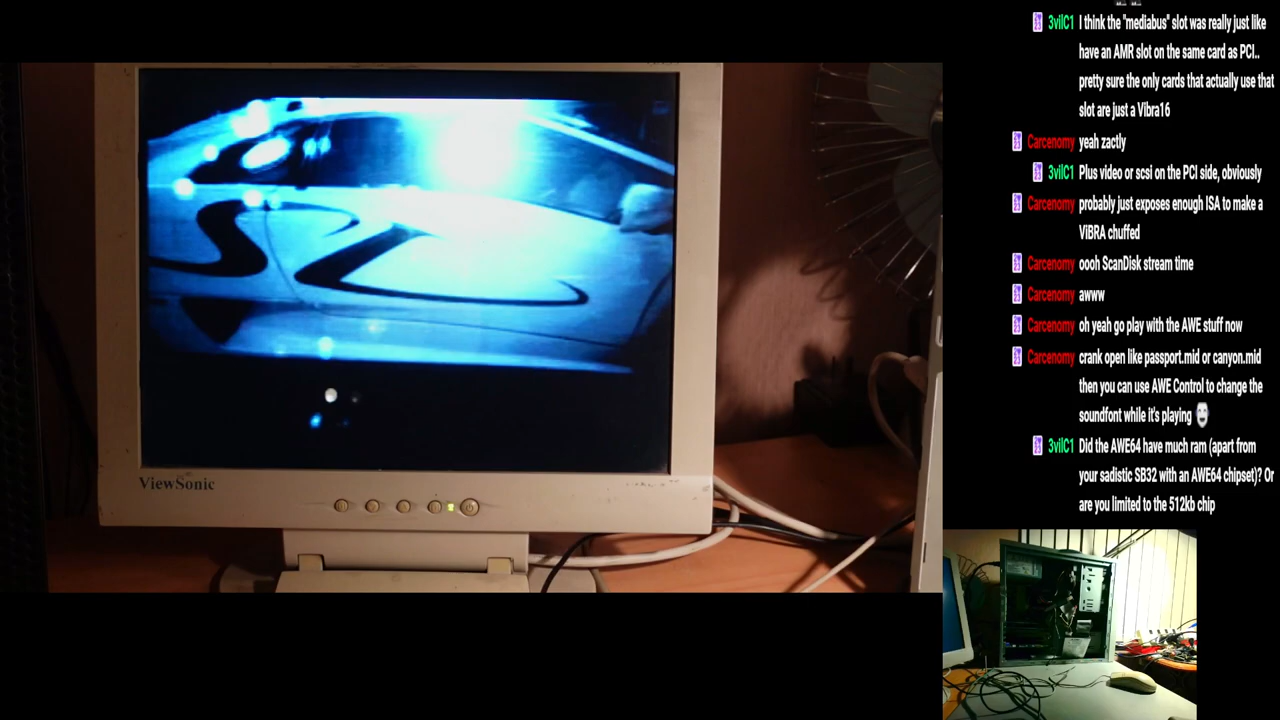 3vilC1 I think the "mediabus" slot was really just like
have an AMR slot on the same card as PCI..
pretty sure the only cards that actually use that
slot are just a Vibra16
Carcenomy yeah zactly
3vilC1 Plus video or scsi on the PCI side, obviously
Carcenomy probably just exposes enough ISA to make a
VIBRA chuffed
Carcenomy oooh ScanDisk stream time
Carcenomy awww
Carcenomy oh yeah go play with the AWE stuff now
Carcenomy crank open like passport.mid or canyon.mid
then you can use AWE Control to change the
soundfont while it's playing
3vilC1 Did the AWE64 have much ram (apart from
your sadistic SB32 with an AWE64 chipset)? Or
are you limited to the 512kb chip
ViewSonic